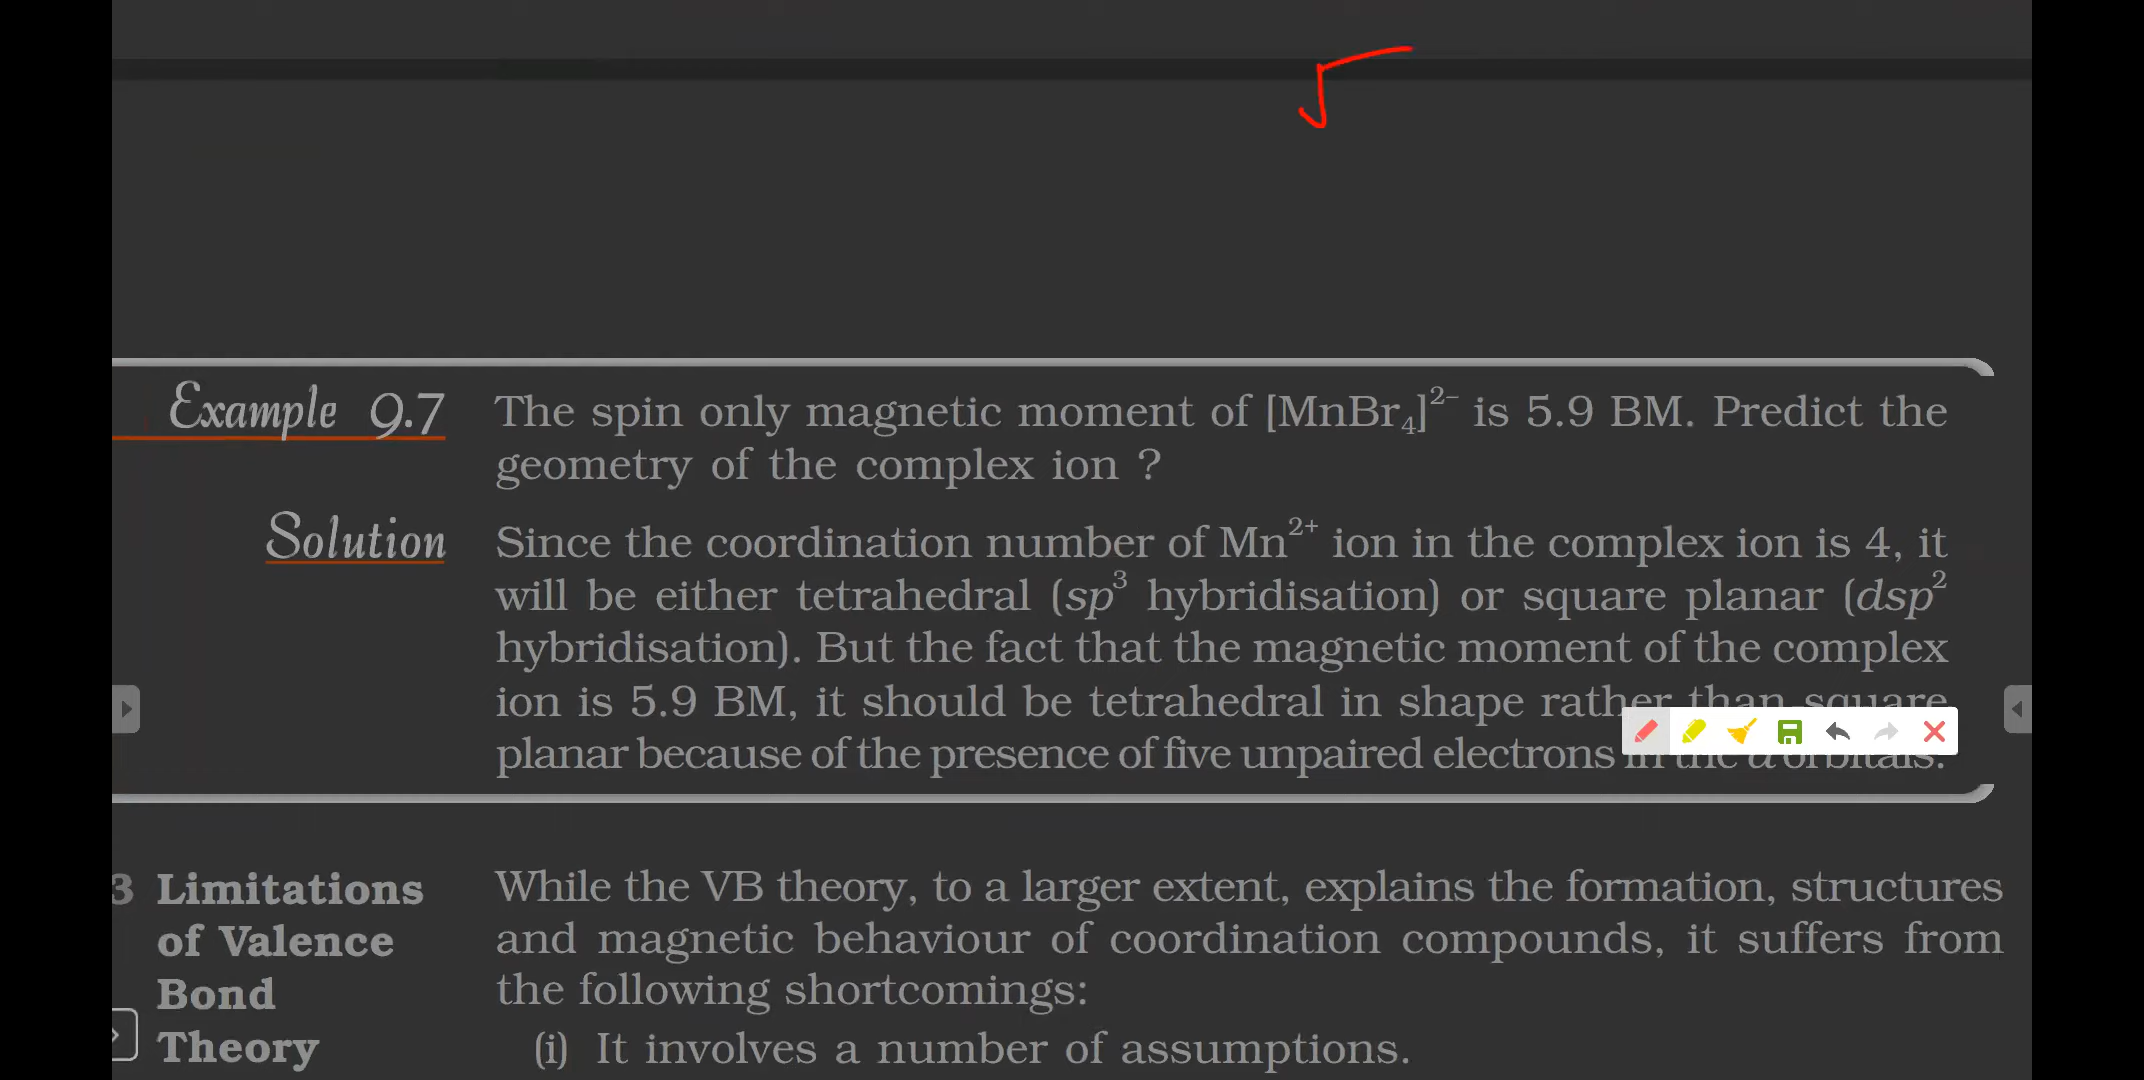 Example 9.7 The spin only magnetic moment of [MnBr₄]²⁻ is 5.9 BM. Predict the
geometry of the complex ion ?
Solution Since the coordination number of Mn²⁺ ion in the complex ion is 4, it
will be either tetrahedral (sp³ hybridisation) or square planar (dsp²
hybridisation). But the fact that the magnetic moment of the complex
ion is 5.9 BM, it should be tetrahedral in shape rather than square
planar because of the presence of five unpaired electrons in the d orbitals.
3 Limitations
of Valence
Bond
Theory
While the VB theory, to a larger extent, explains the formation, structures
and magnetic behaviour of coordination compounds, it suffers from
the following shortcomings:
(i) It involves a number of assumptions.